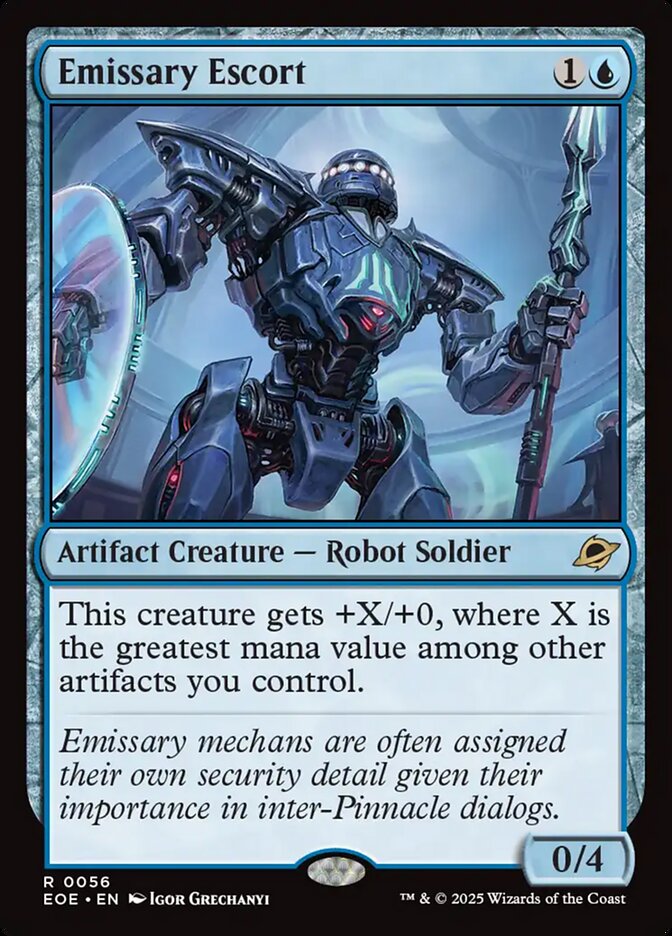 Emissary Escort 1
Artifact Creature — Robot Soldier
This creature gets +X/+0, where X is
the greatest mana value among other
artifacts you control.
Emissary mechans are often assigned
their own security detail given their
importance in inter-Pinnacle dialogs.
0/4
R 0056
EOE • EN Igor Grechanyi
™ & © 2025 Wizards of the Coast